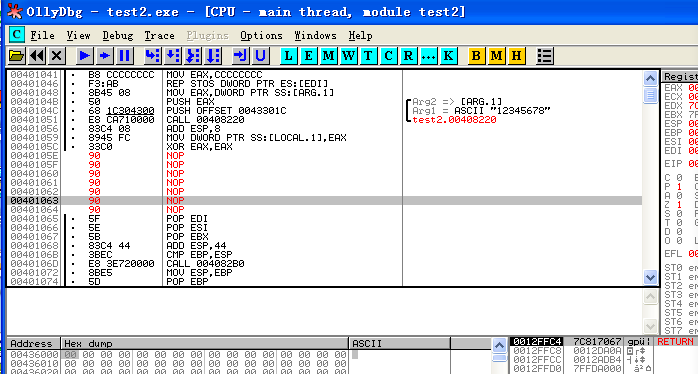 OllyDbg - test2.exe - [CPU - main thread, module test2]
C File View Debug Trace Plugins Options Windows Help
L E M W T C R ... K B M H
00401041 B8 CCCCCCCC MOV EAX,CCCCCCCC
00401046 F3:AB REP STOS DWORD PTR ES:[EDI]
00401048 8B45 08 MOV EAX,DWORD PTR SS:[ARG.1]
0040104B 50 PUSH EAX Arg2 => [ARG.1]
0040104C 68 1C304300 PUSH OFFSET 0043301C Arg1 = ASCII "12345678"
00401051 E8 CA710000 CALL 00408220 test2.00408220
00401056 83C4 08 ADD ESP,8
00401059 8945 FC MOV DWORD PTR SS:[LOCAL.1],EAX
0040105C 33C0 XOR EAX,EAX
0040105E 90 NOP
0040105F 90 NOP
00401060 90 NOP
00401061 90 NOP
00401062 90 NOP
00401063 90 NOP
00401064 90 NOP
00401065 5F POP EDI
00401066 5E POP ESI
00401067 5B POP EBX
00401068 83C4 44 ADD ESP,44
0040106B 3BEC CMP EBP,ESP
0040106D E8 3E720000 CALL 004082B0
00401072 8BE5 MOV ESP,EBP
00401074 5D POP EBP
Regist
EAX 00
ECX 00
EDX 7C
EBX 7F
ESP 00
EBP 00
ESI 00
EDI 00
EIP 00
C 0 E
P 1 C
A 0 S
Z 1 D
S 0 F
T 0 G
D 0
O 0 L
EFL 00
ST0 em
ST1 em
ST2 em
ST3 em
ST4 em
ST5 em
ST6 em
ST7 em
Address Hex dump ASCII
00436000 00 00 00 00 00 00 00 00 00 00 00 00 00 00 00 00
00436010 00 00 00 00 00 00 00 00 00 00 00 00 00 00 00 00
00436020 00 00 00 00 00 00 00 00 00 00 00 00 00 00 00 00
0012FFC4 7C817067 gpü¦ RETURN
0012FFC8 0012DA0A
0012FFCC 0012ADB4
0012FFD0 7FFDA000